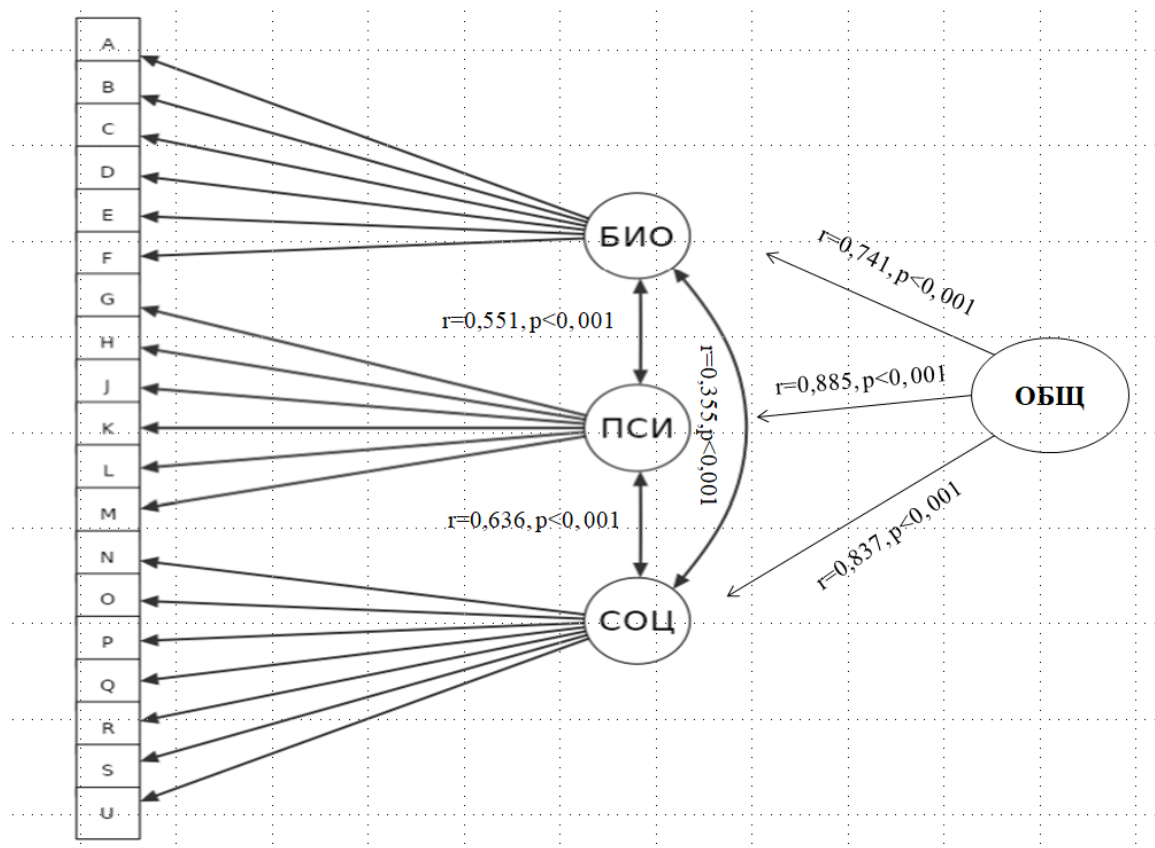 A
B
C
D
E
F
G
H
J
K
L
M
N
O
P
Q
R
S
U
БИО
ПСИ
СОЦ
r=0,551, p<0,001
r=0,636, p<0,001
r=0,355, p<0,001
r=0,741, p<0,001
r=0,885, p<0,001
r=0,837, p<0,001
ОБЩ